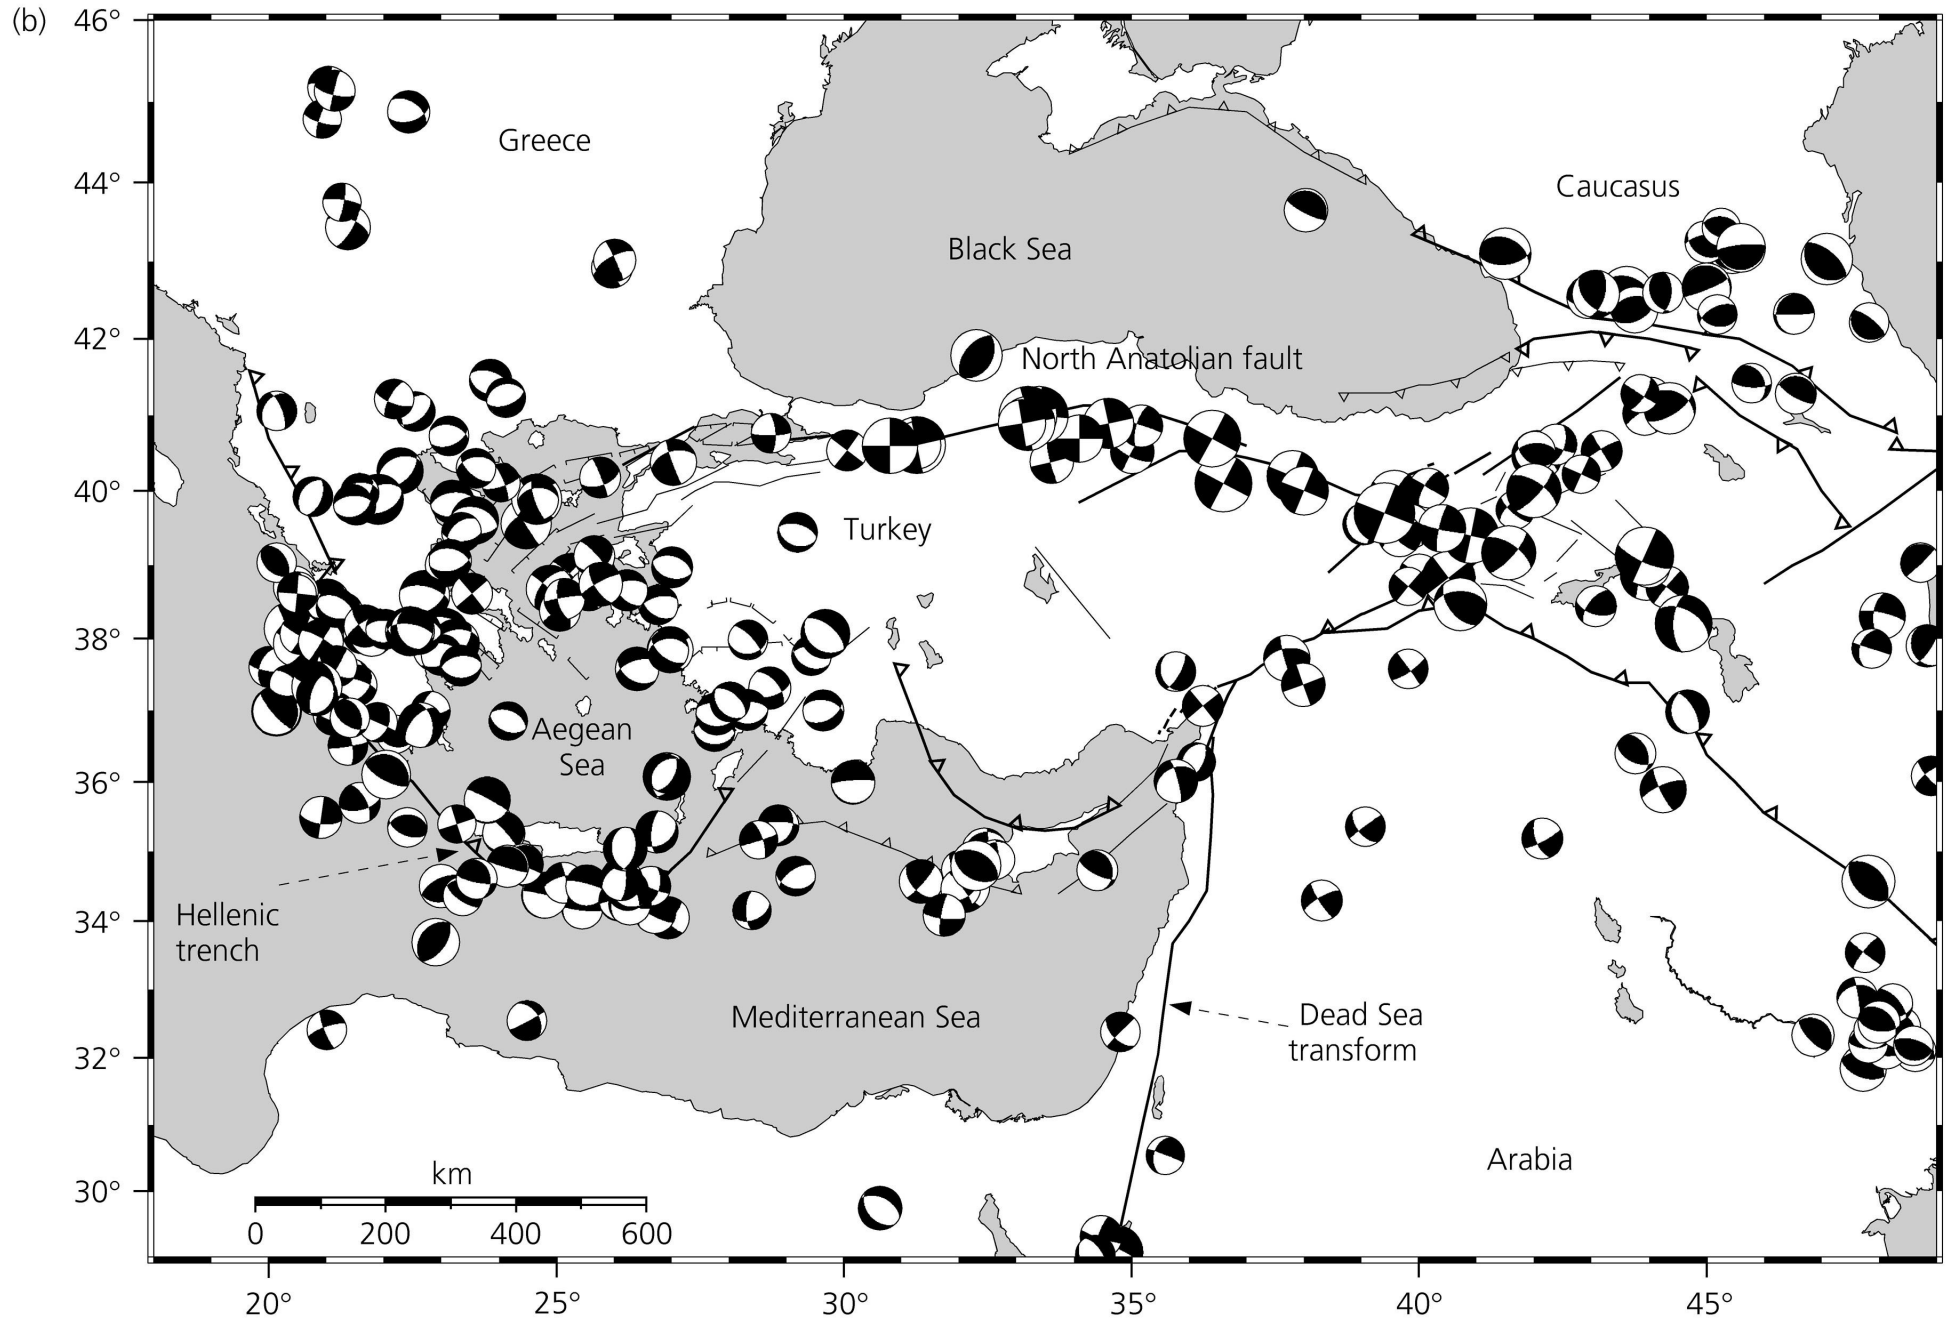 (b)
46°
44°
42°
40°
38°
36°
34°
32°
30°
Greece
Caucasus
Black Sea
North Anatolian fault
Turkey
Aegean
Sea
Hellenic
trench
Mediterranean Sea
Dead Sea
transform
Arabia
km
0 200 400 600
20° 25° 30° 35° 40° 45°